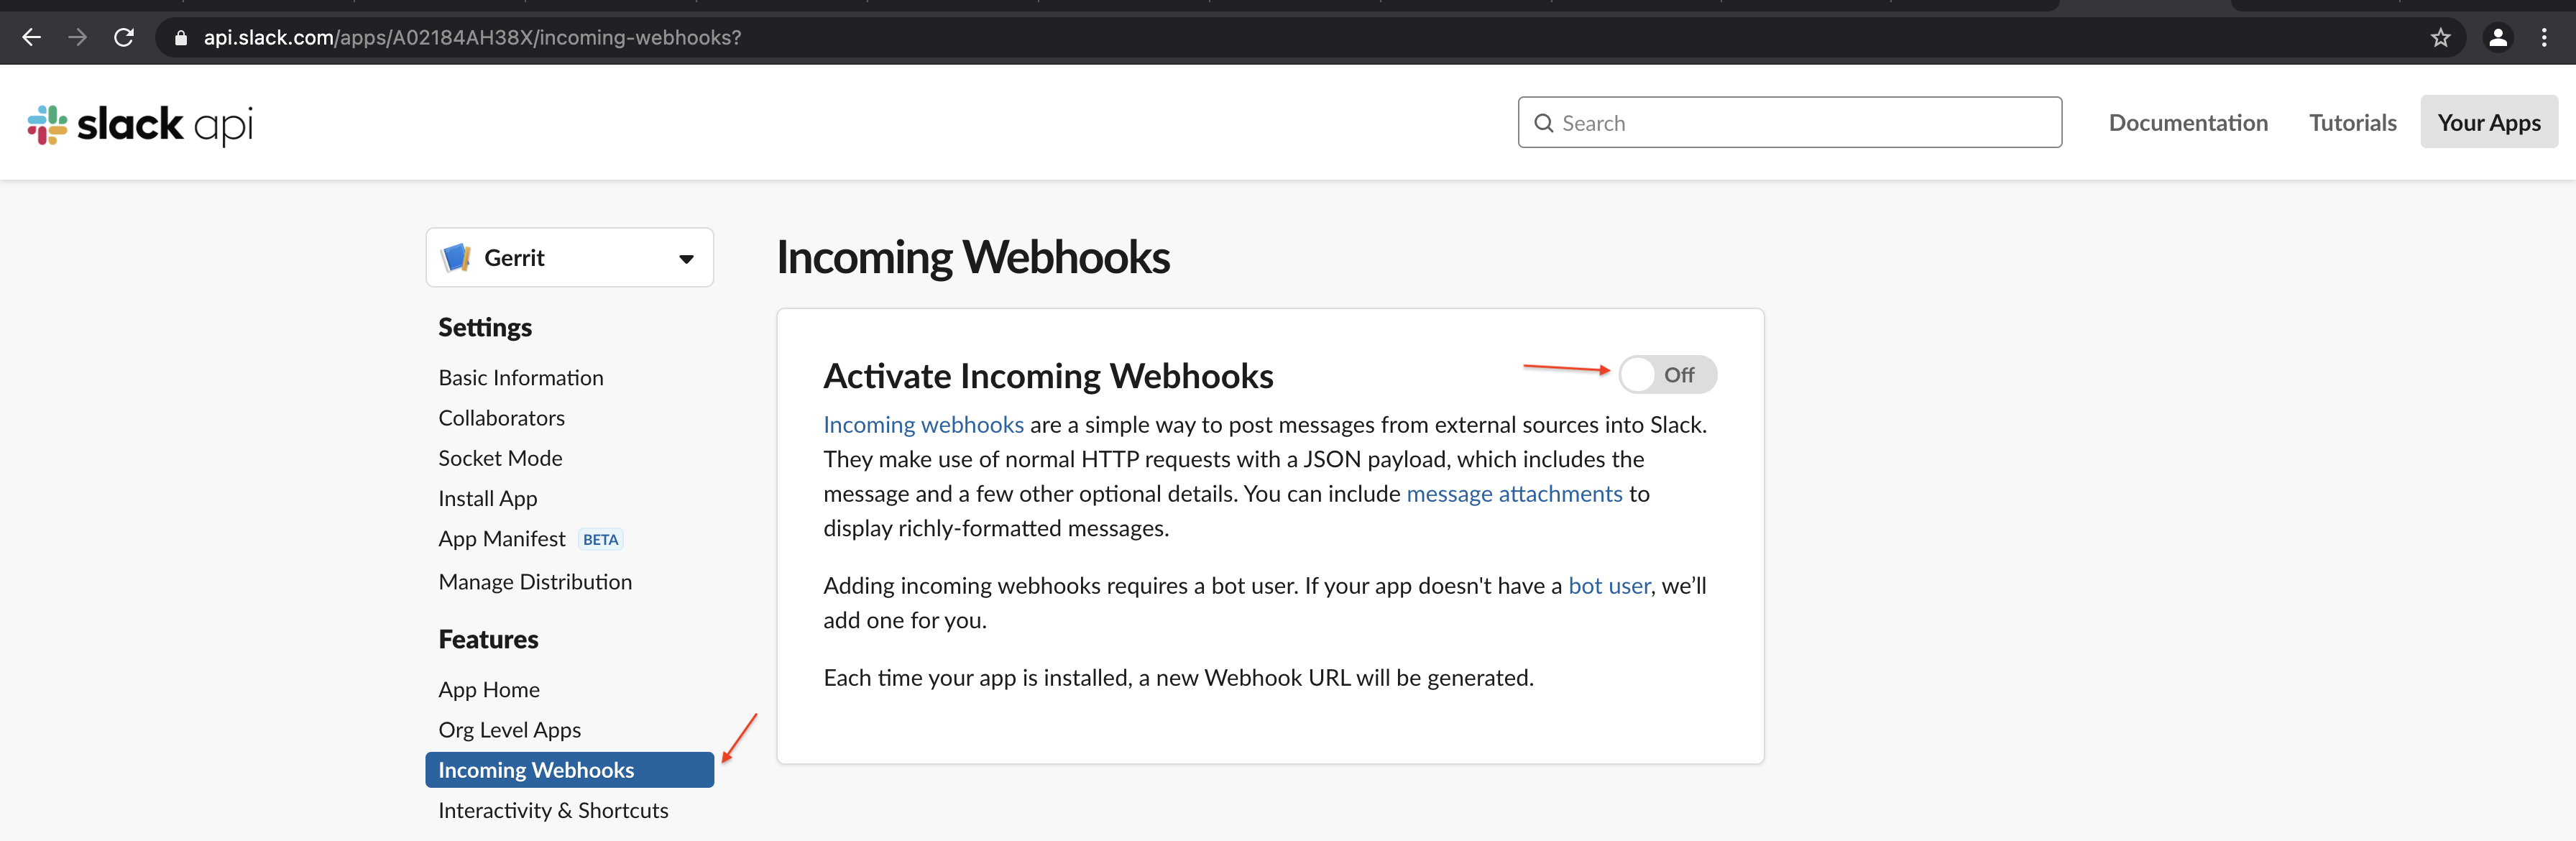 api.slack.com/apps/A02184AH38X/incoming-webhooks?
slack api
Search
Documentation
Tutorials
Your Apps
Gerrit
Settings
Basic Information
Collaborators
Socket Mode
Install App
App Manifest BETA
Manage Distribution
Features
App Home
Org Level Apps
Incoming Webhooks
Interactivity & Shortcuts
Incoming Webhooks
Activate Incoming Webhooks
Off
Incoming webhooks are a simple way to post messages from external sources into Slack.
They make use of normal HTTP requests with a JSON payload, which includes the
message and a few other optional details. You can include message attachments to
display richly-formatted messages.
Adding incoming webhooks requires a bot user. If your app doesn't have a bot user, we’ll
add one for you.
Each time your app is installed, a new Webhook URL will be generated.